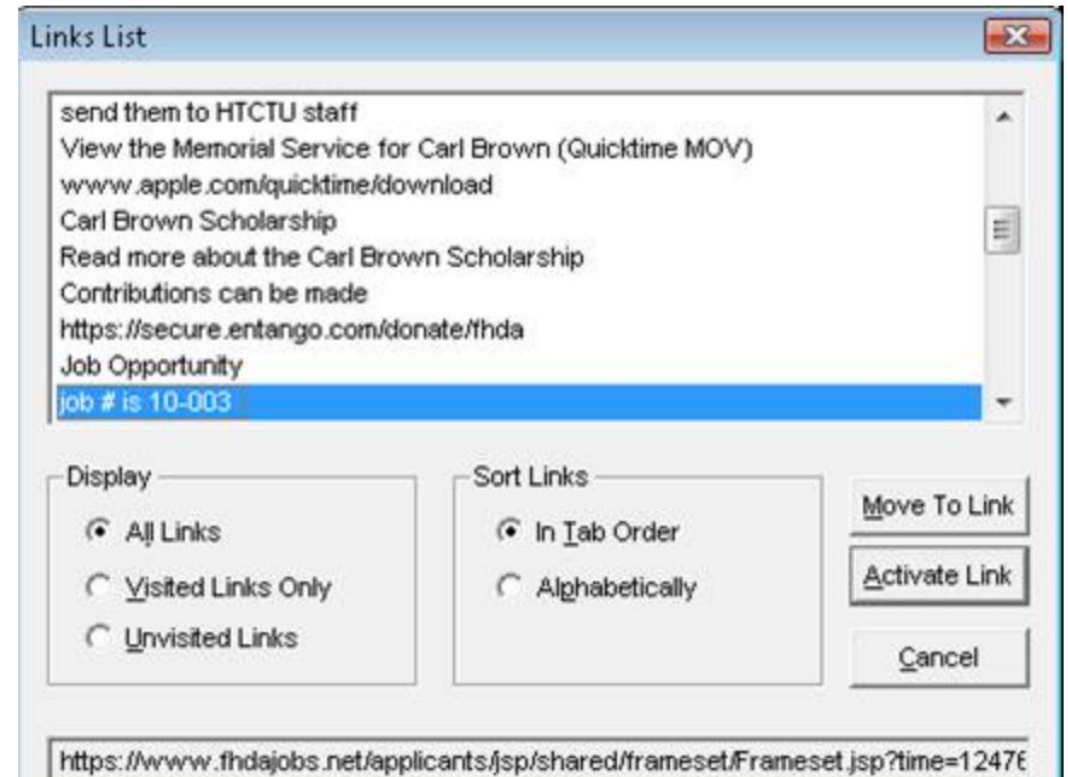 Links List
send them to HTCTU staff
View the Memorial Service for Carl Brown (Quicktime MOV)
www.apple.com/quicktime/download
Carl Brown Scholarship
Read more about the Carl Brown Scholarship
Contributions can be made
https://secure.entango.com/donate/fhda
Job Opportunity
job # is 10-003
Display
All Links
Visited Links Only
Unvisited Links
Sort Links
In Tab Order
Alphabetically
Move To Link
Activate Link
Cancel
https://www.fhdajobs.net/applicants/jsp/shared/frameset/Frameset.jsp?time=12476